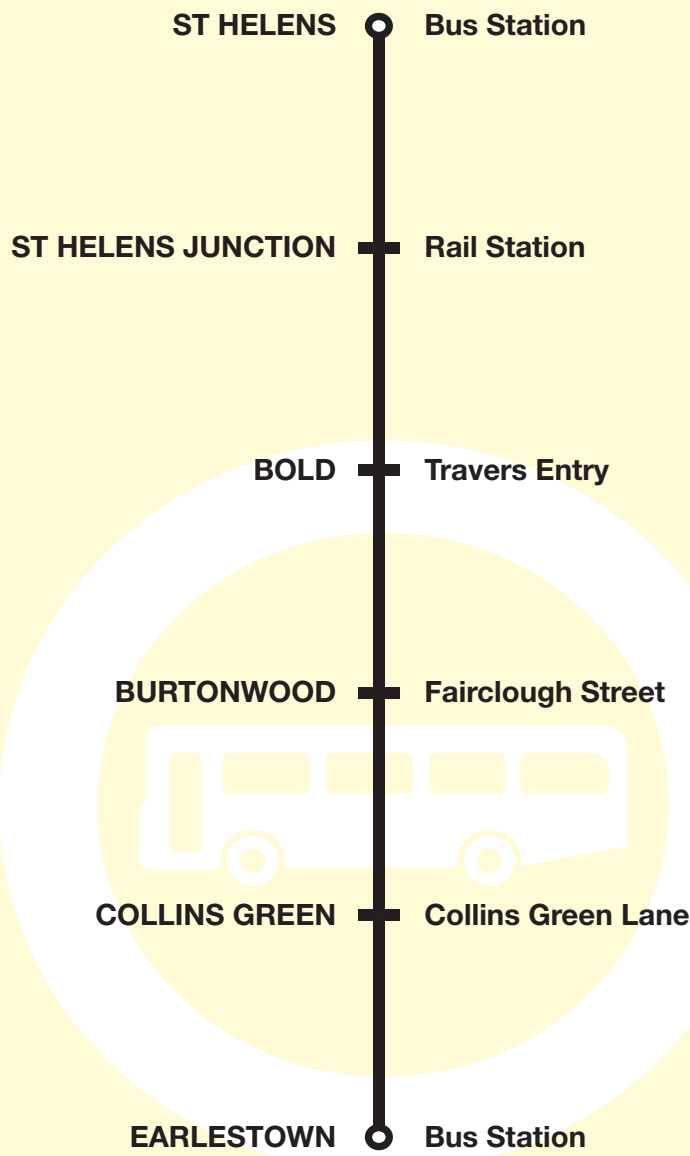 ST HELENS Bus Station
ST HELENS JUNCTION Rail Station
BOLD Travers Entry
BURTONWOOD Fairclough Street
COLLINS GREEN Collins Green Lane
EARLESTOWN Bus Station